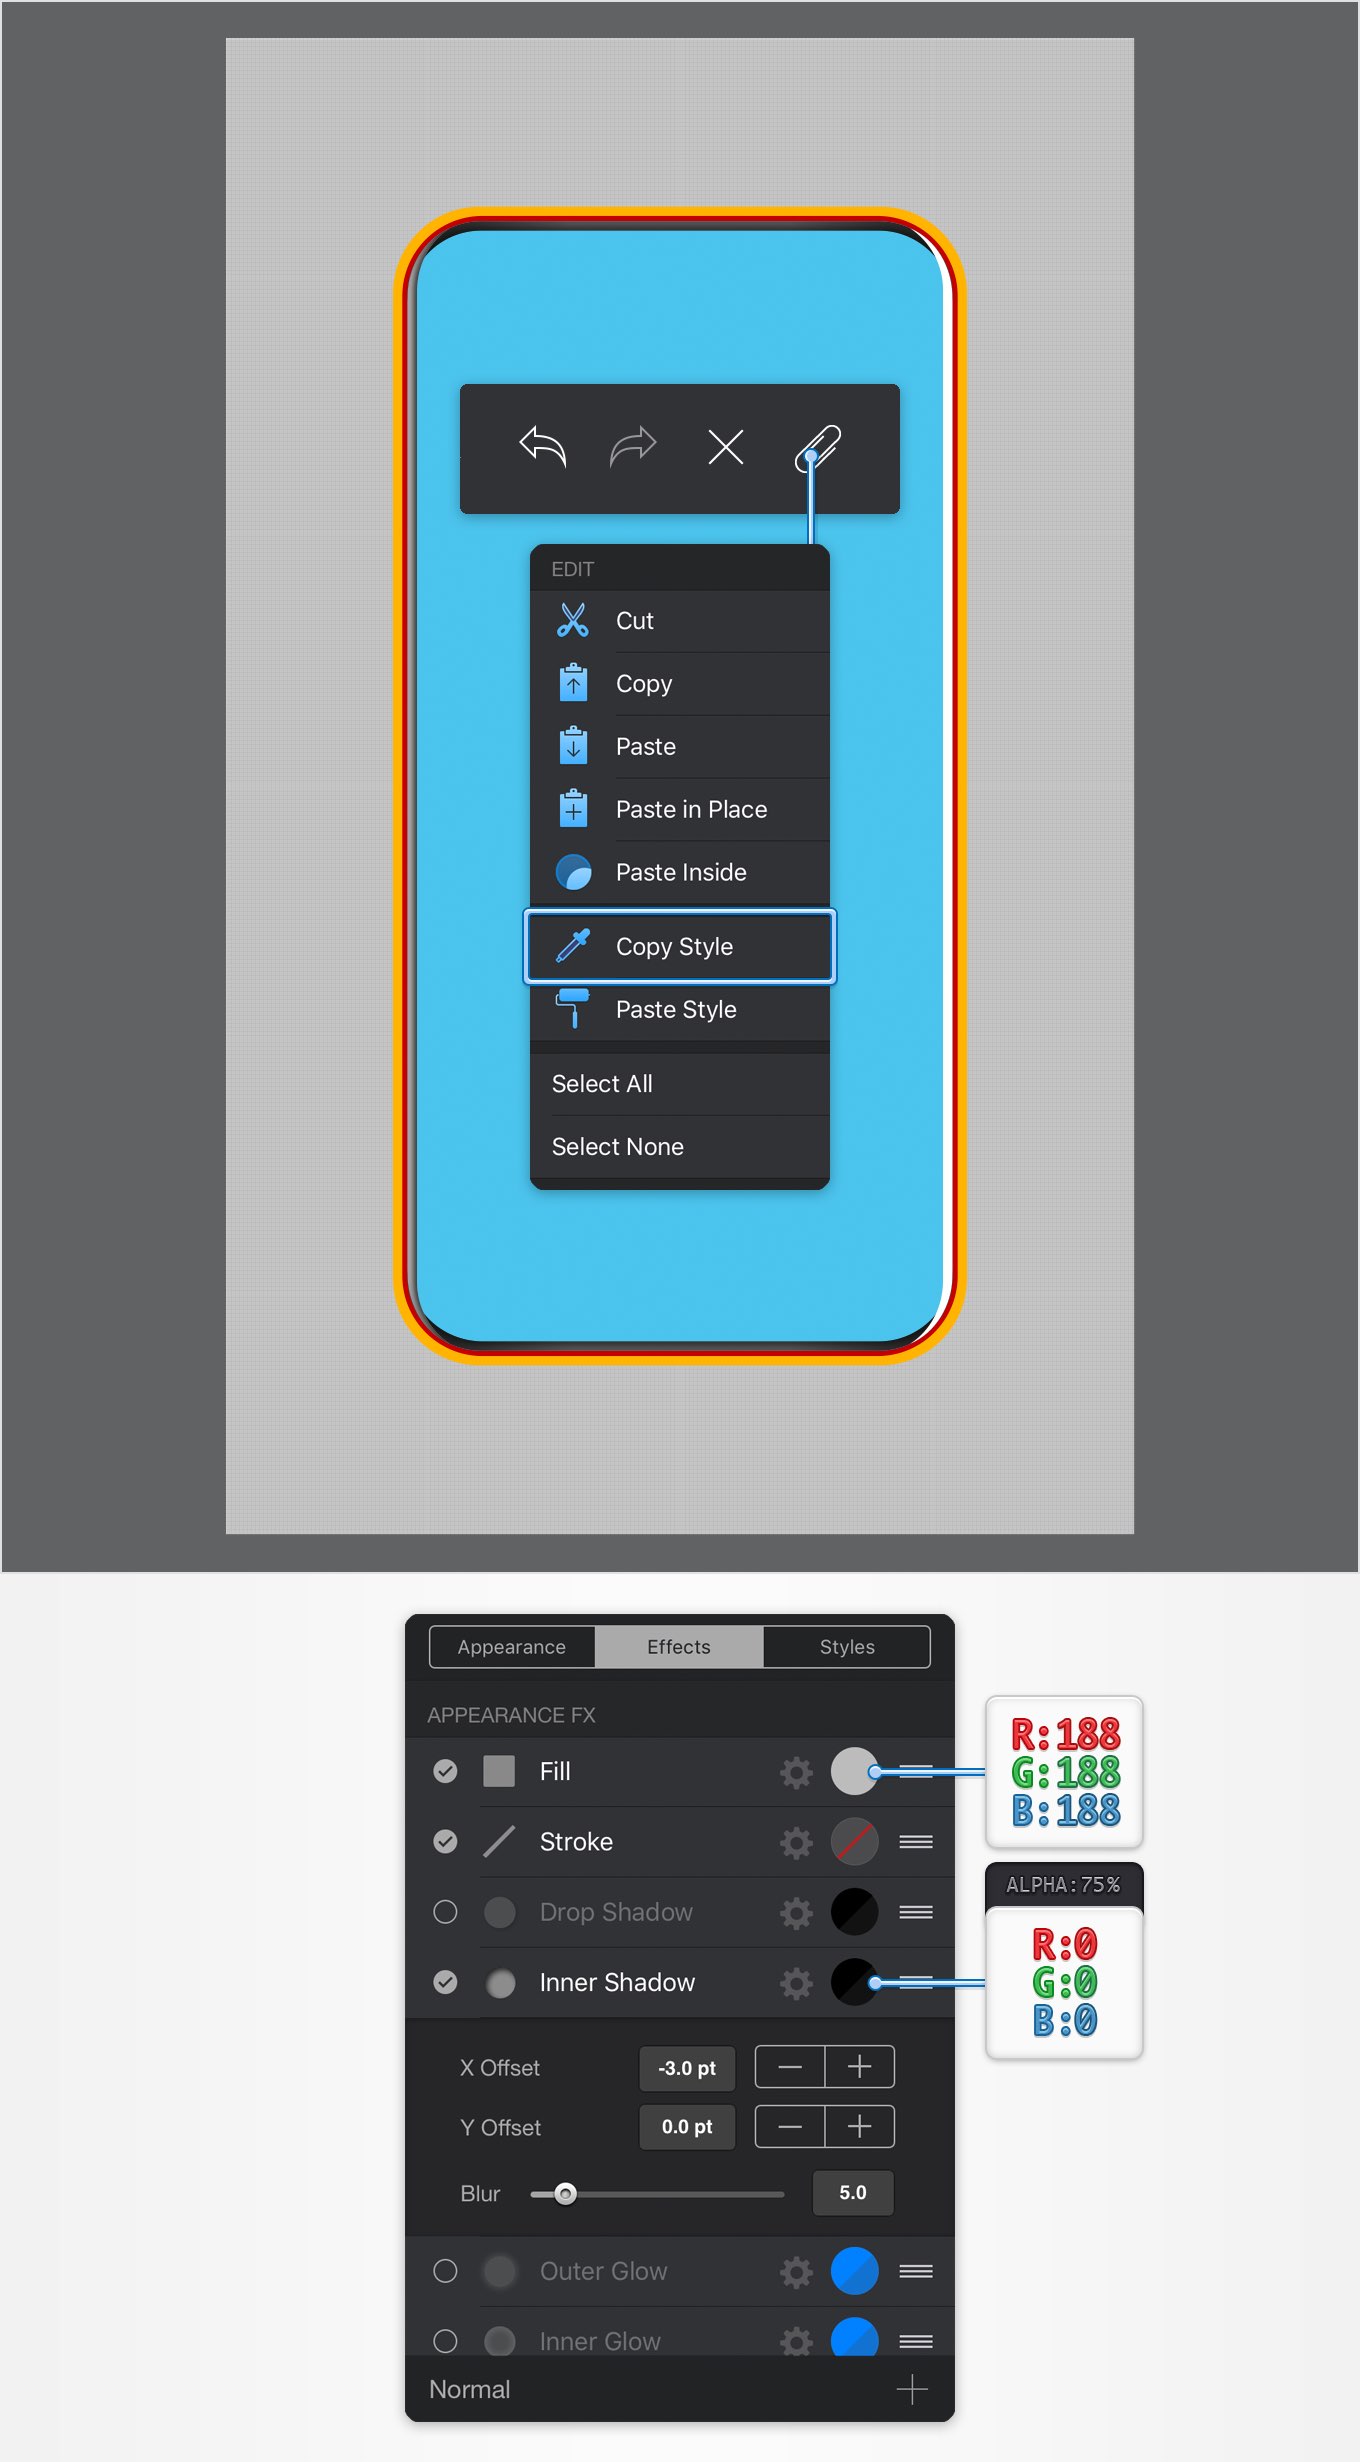 EDIT
Cut
Copy
Paste
Paste in Place
Paste Inside
Copy Style
Paste Style
Select All
Select None
Appearance
Effects
Styles
APPEARANCE FX
Fill
R:188
G:188
B:188
Stroke
Drop Shadow
ALPHA:75%
Inner Shadow
R:0
G:0
B:0
X Offset
-3.0 pt
Y Offset
0.0 pt
Blur
5.0
Outer Glow
Inner Glow
Normal